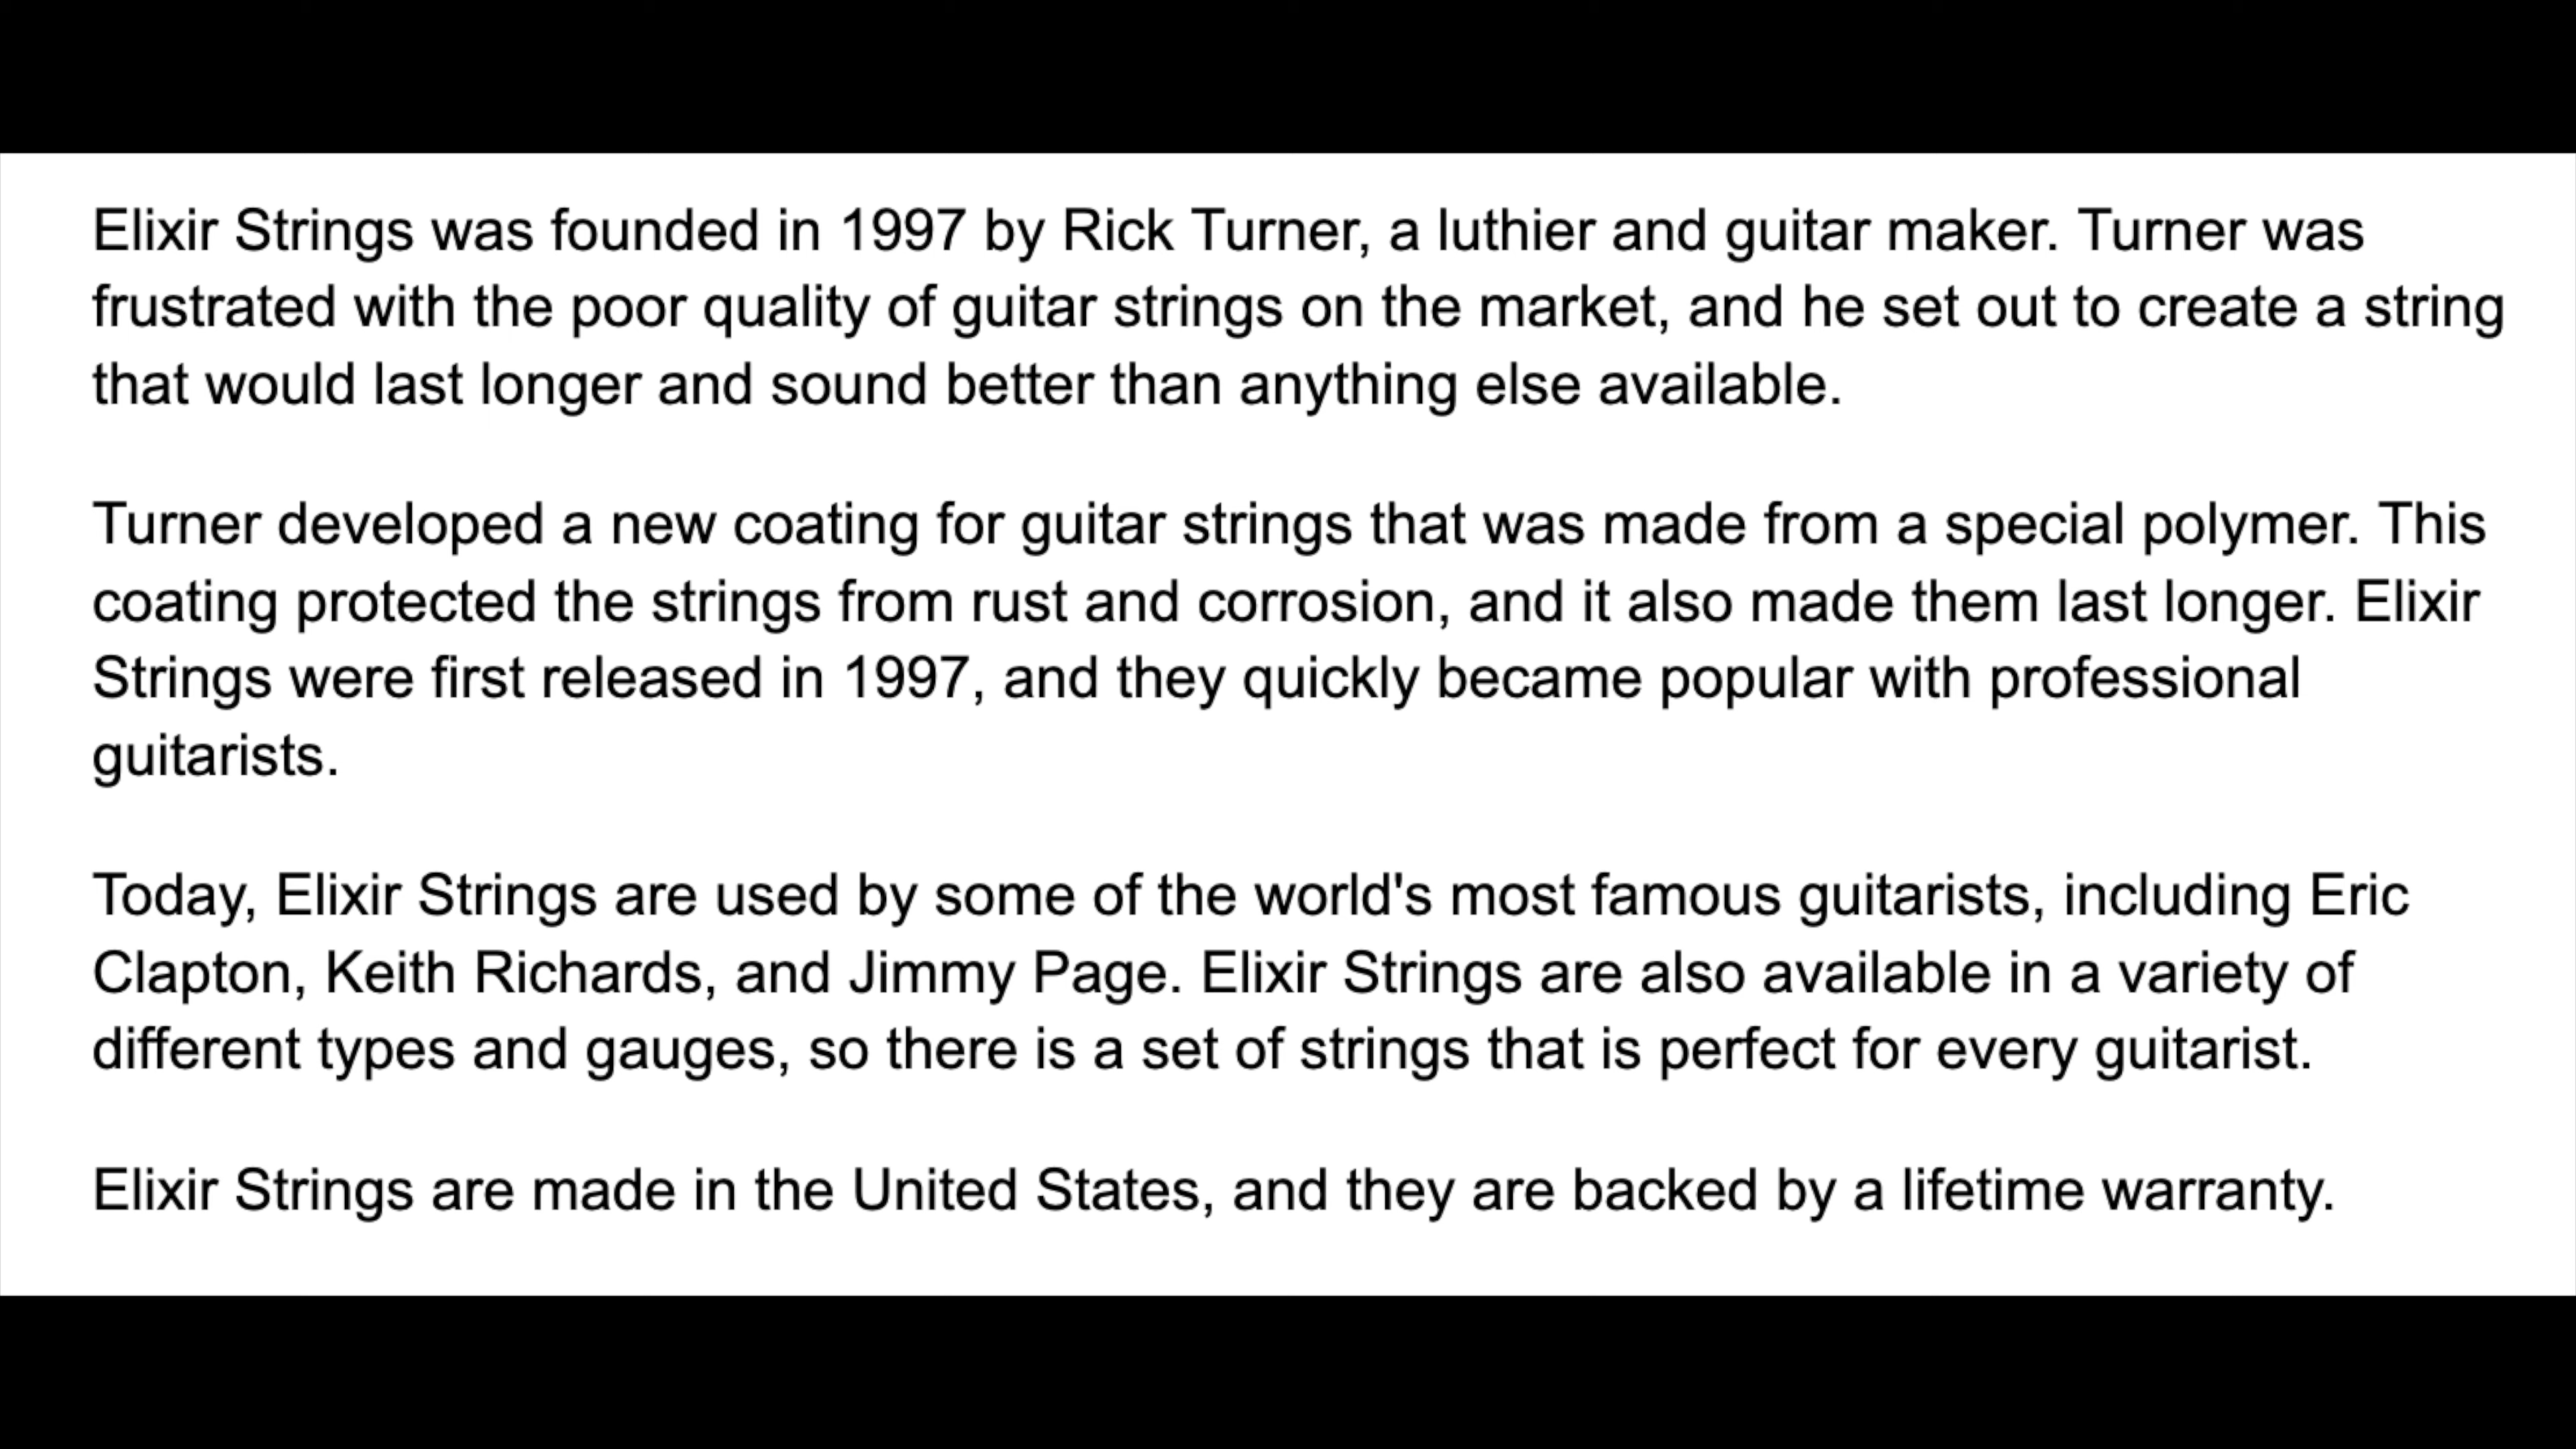 Elixir Strings was founded in 1997 by Rick Turner, a luthier and guitar maker. Turner was
frustrated with the poor quality of guitar strings on the market, and he set out to create a string
that would last longer and sound better than anything else available.
Turner developed a new coating for guitar strings that was made from a special polymer. This
coating protected the strings from rust and corrosion, and it also made them last longer. Elixir
Strings were first released in 1997, and they quickly became popular with professional
guitarists.
Today, Elixir Strings are used by some of the world's most famous guitarists, including Eric
Clapton, Keith Richards, and Jimmy Page. Elixir Strings are also available in a variety of
different types and gauges, so there is a set of strings that is perfect for every guitarist.
Elixir Strings are made in the United States, and they are backed by a lifetime warranty.